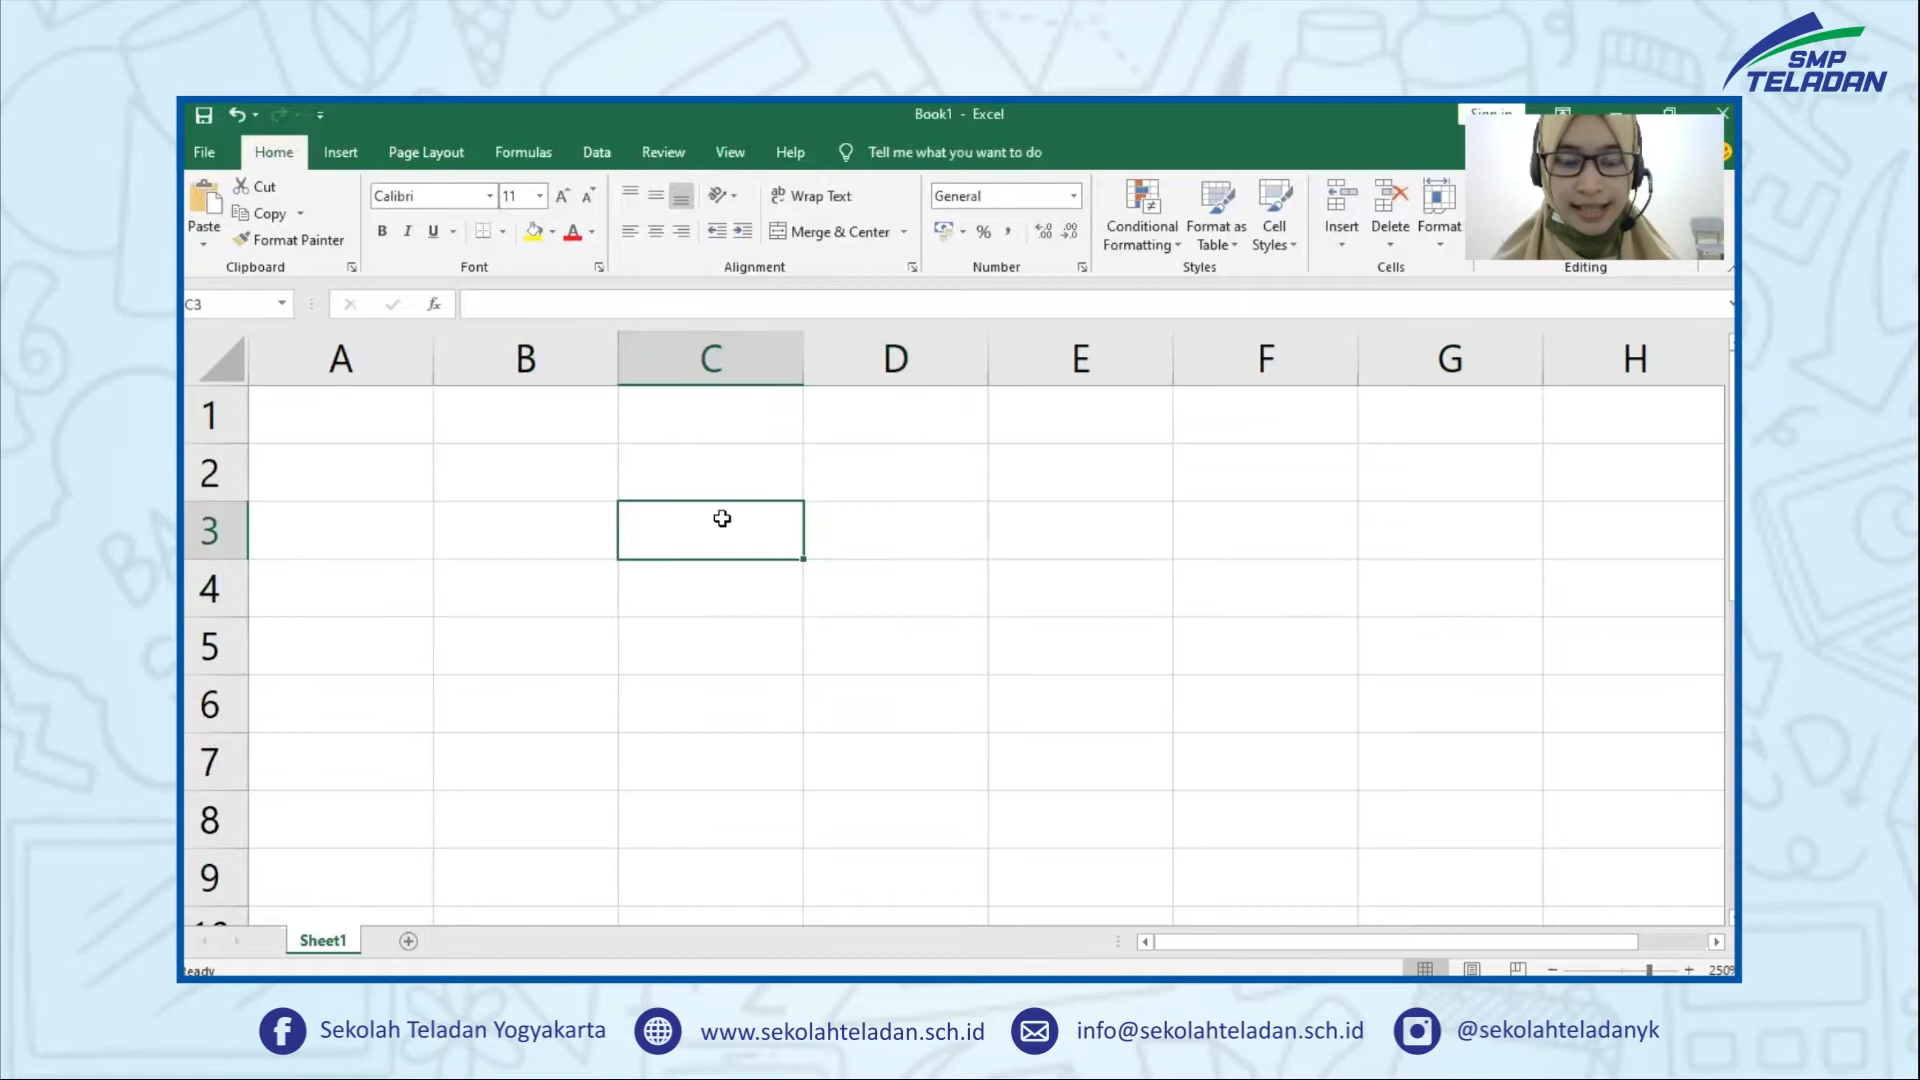 SMP
TELADAN
Book1 - Excel
File Home Insert Page Layout Formulas Data Review View Help Tell me what you want to do
Cut
Copy
Format Painter
Paste
Clipboard
Calibri 11
B I U A
Font
Wrap Text
Merge & Center
Alignment
General
%
Number
Conditional
Formatting
Format as
Table
Cell
Styles
Styles
Insert Delete Format
Cells
Editing
C3 fx
A B C D E F G H
1
2
3
4
5
6
7
8
9
Sheet1
250%
Sekolah Teladan Yogyakarta www.sekolahteladan.sch.id info@sekolahteladan.sch.id @sekolahteladanyk